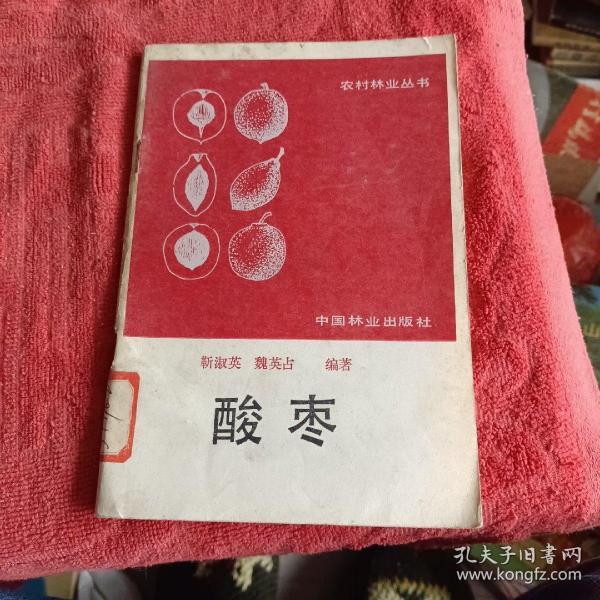 农村林业丛书
中国林业出版社
靳淑英 魏英占 编著
酸枣
孔夫子旧書网
www.kongfz.com